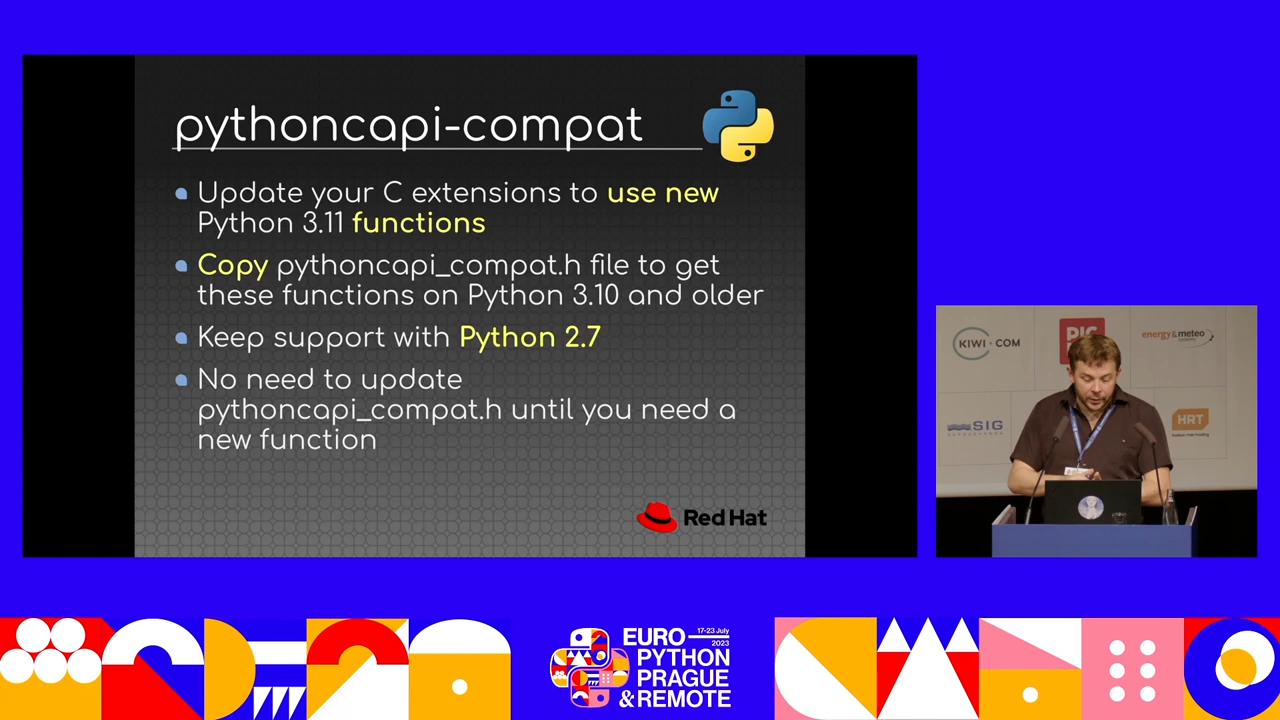 pythoncapi-compat
Update your C extensions to use new
Python 3.11 functions
Copy pythoncapi_compat.h file to get
these functions on Python 3.10 and older
Keep support with Python 2.7
No need to update
pythoncapi_compat.h until you need a
new function
Red Hat
KIWI.COM
energy & meteo
systems
SIG
HRT
17-23 July
2023
EURO
PYTHON
PRAGUE
& REMOTE